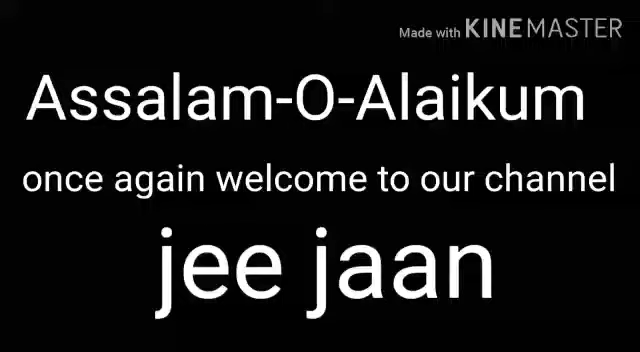 Made with KINEMASTER
Assalam-O-Alaikum
once again welcome to our channel
jee jaan